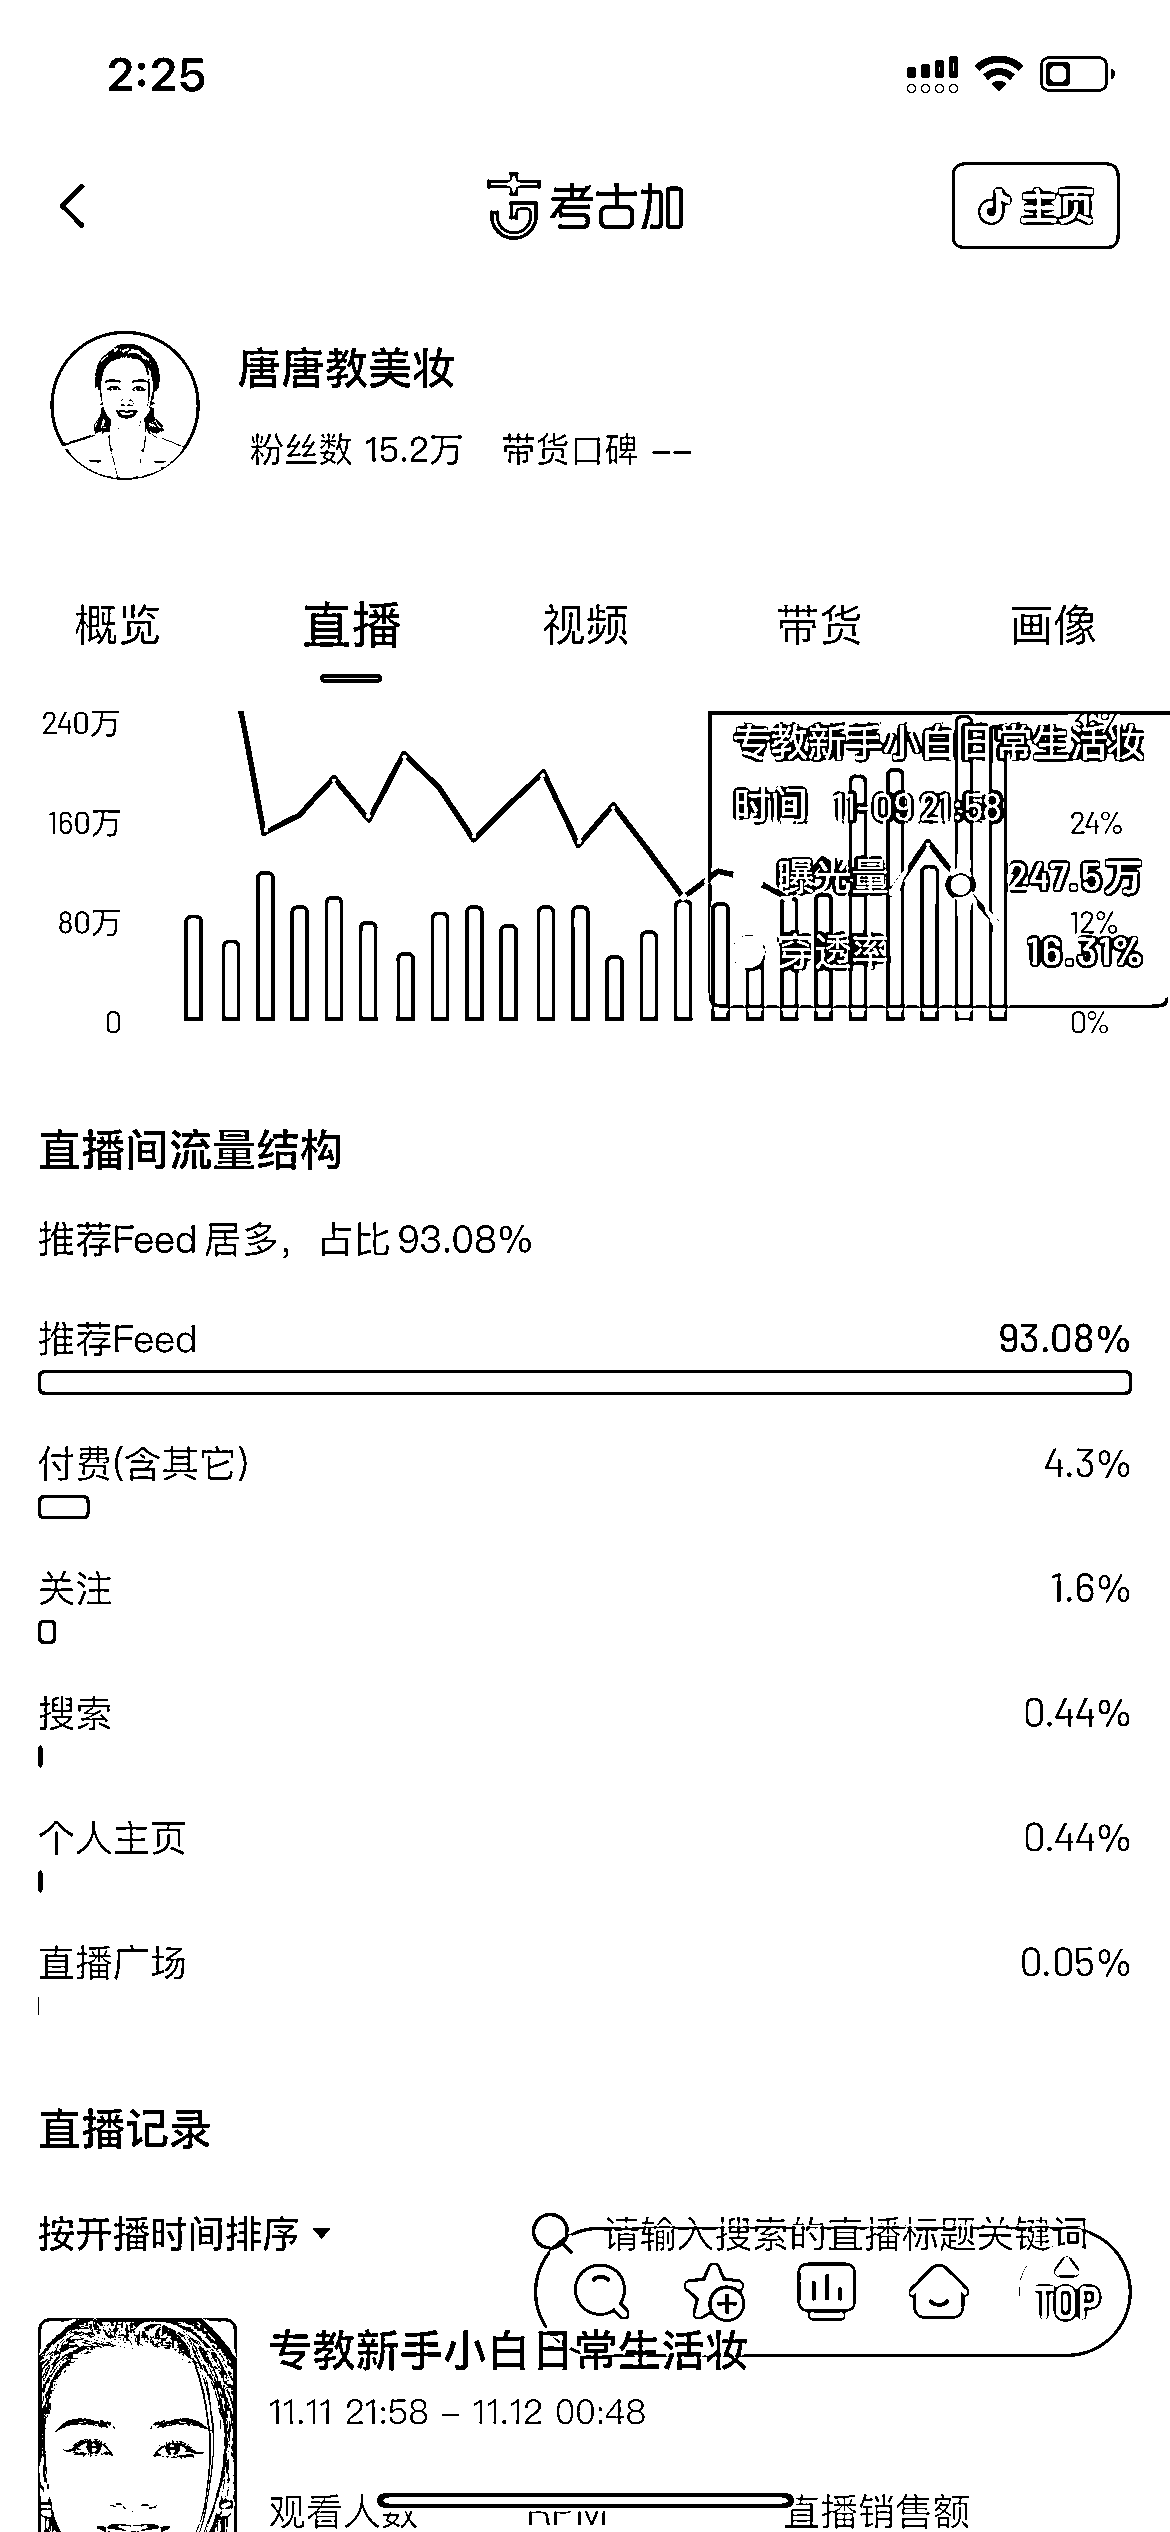 2:25
考古加
主页
唐唐教美妆
粉丝数 15.2万 带货口碑 --
概览 直播 视频 带货 画像
240万
160万
80万
0
36%
24%
12%
0%
专教新手小白日常生活妆
时间 11-09 21:58
曝光量 247.5万
穿透率 16.31%
直播间流量结构
推荐Feed 居多，占比 93.08%
推荐Feed 93.08%
付费(含其它) 4.3%
关注 1.6%
搜索 0.44%
个人主页 0.44%
直播广场 0.05%
直播记录
按开播时间排序
请输入搜索的直播标题关键词
TOP
专教新手小白日常生活妆
11.11 21:58 – 11.12 00:48
观看人数 RPM 直播销售额